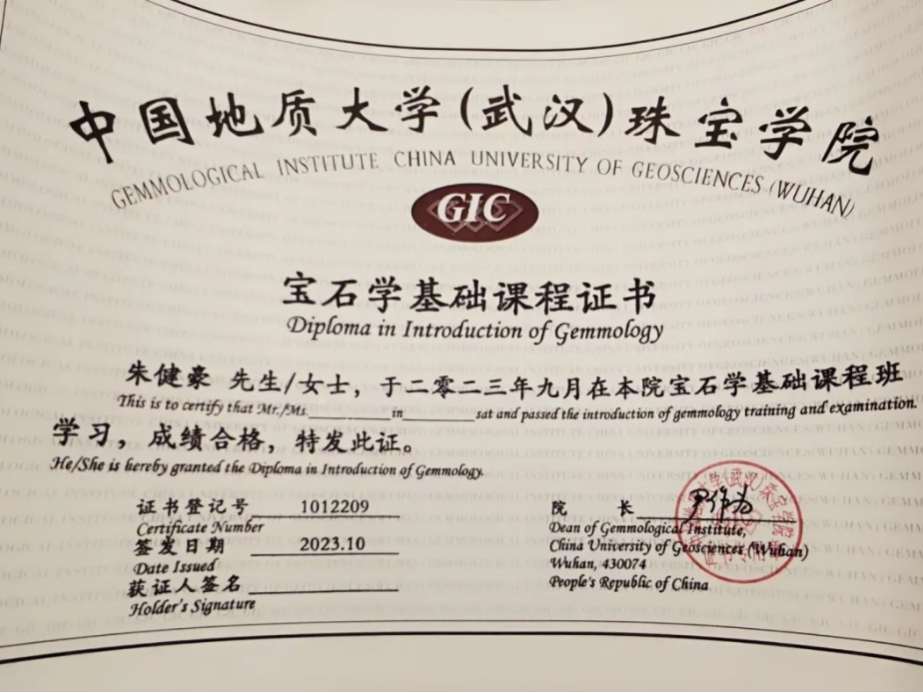 中国地质大学(武汉)珠宝学院
GEMMOLOGICAL INSTITUTE CHINA UNIVERSITY OF GEOSCIENCES (WUHAN)
GIC
宝石学基础课程证书
Diploma in Introduction of Gemmology
朱健豪 先生/女士，于二零二三年九月在本院宝石学基础课程班
This is to certify that Mr./Ms. in sat and passed the introduction of gemmology training and examination.
学习，成绩合格，特发此证。
He/She is hereby granted the Diploma in Introduction of Gemmology.
证书登记号 1012209
Certificate Number
签发日期 2023.10
Date Issued
获证人签名
Holder's Signature
院 长
Dean of Gemmological Institute,
China University of Geosciences (Wuhan)
Wuhan, 430074
People's Republic of China